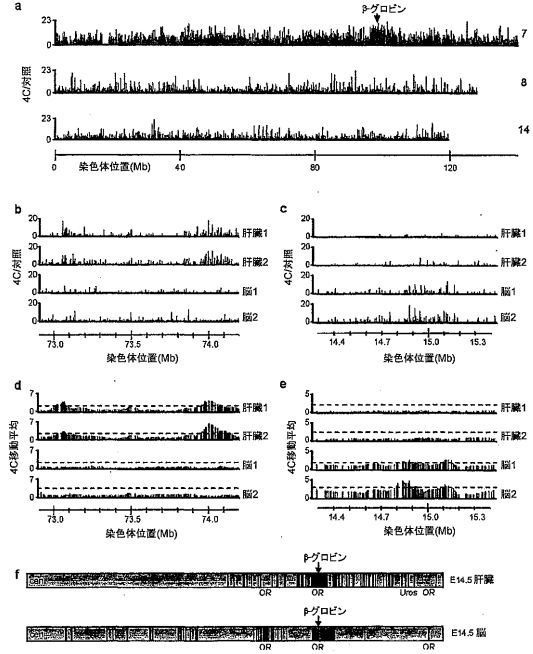 a
β-グロビン
23
0
7
4C/対照
23
0
8
23
0
14
0
40
80
120
染色体位置(Mb)
b
20
0
肝臓1
20
0
肝臓2
20
0
脳1
20
0
脳2
4C/対照
73.0
73.5
74.0
染色体位置(Mb)
c
20
0
肝臓1
20
0
肝臓2
20
0
脳1
20
0
脳2
14.4
14.7
15.0
15.3
染色体位置(Mb)
d
7
0
肝臓1
7
0
肝臓2
7
0
脳1
7
0
脳2
4C移動平均
73.0
73.5
74.0
染色体位置(Mb)
e
5
0
肝臓1
5
0
肝臓2
5
0
脳1
5
0
脳2
14.4
14.7
15.0
15.3
染色体位置(Mb)
f
β-グロビン
cen
E14.5 肝臓
OR
OR
Uros
OR
β-グロビン
cen
E14.5 脳
OR
OR
OR